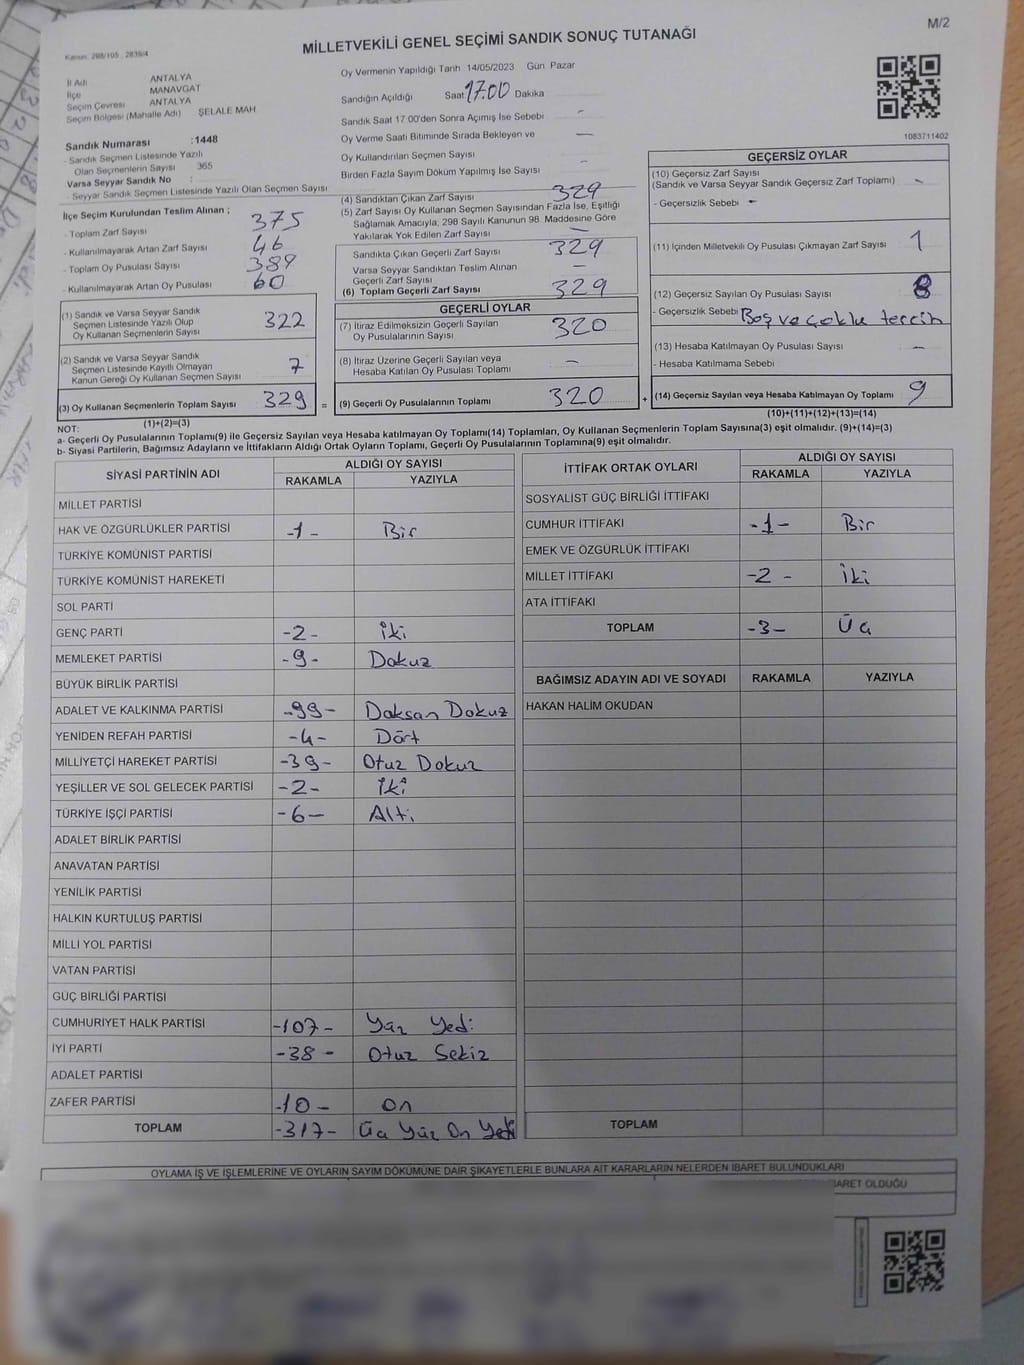 M/2
Kanun: 298/105 , 2839/4
MİLLETVEKİLİ GENEL SEÇİMİ SANDIK SONUÇ TUTANAĞI
İl Adı ANTALYA
İlçe MANAVGAT
Seçim Çevresi ANTALYA
Seçim Bölgesi (Mahalle Adı) ŞELALE MAH
Sandık Numarası :1448
- Sandık Seçmen Listesinde Yazılı
Olan Seçmenlerin Sayısı 365
Varsa Seyyar Sandık No :
- Seyyar Sandık Seçmen Listesinde Yazılı Olan Seçmen Sayısı
Oy Vermenin Yapıldığı Tarih 14/05/2023 Gün Pazar
Sandığın Açıldığı Saat 17.00 Dakika
Sandık Saat 17:00'den Sonra Açımış İse Sebebi -
Oy Verme Saati Bitiminde Sırada Bekleyen ve —
Oy Kullandırılan Seçmen Sayısı
Birden Fazla Sayım Döküm Yapılmış İse Sayısı -
1083711402
İlçe Seçim Kurulundan Teslim Alınan ;
- Toplam Zarf Sayısı 375
- Kullanılmayarak Artan Zarf Sayısı 46
- Toplam Oy Pusulası Sayısı 389
- Kullanılmayarak Artan Oy Pusulası 60
(1) Sandık ve Varsa Seyyar Sandık
Seçmen Listesinde Yazılı Olup
Oy Kullanan Seçmenlerin Sayısı 322
(2) Sandık ve Varsa Seyyar Sandık
Seçmen Listesinde Kayıtlı Olmayan
Kanun Gereği Oy Kullanan Seçmen Sayısı 7
(3) Oy Kullanan Seçmenlerin Toplam Sayısı 329 =
(1)+(2)=(3)
(4) Sandıktan Çıkan Zarf Sayısı 329
(5) Zarf Sayısı Oy Kullanan Seçmen Sayısından Fazla İse, Eşitliği
Sağlamak Amacıyla, 298 Sayılı Kanunun 98. Maddesine Göre
Yakılarak Yok Edilen Zarf Sayısı —
Sandıkta Çıkan Geçerli Zarf Sayısı 329
Varsa Seyyar Sandıktan Teslim Alınan
Geçerli Zarf Sayısı —
(6) Toplam Geçerli Zarf Sayısı 329
GEÇERLİ OYLAR
(7) İtiraz Edilmeksizin Geçerli Sayılan
Oy Pusulalarının Sayısı 320
(8) İtiraz Üzerine Geçerli Sayılan veya
Hesaba Katılan Oy Pusulası Toplamı —
(9) Geçerli Oy Pusulalarının Toplamı 320 +
GEÇERSİZ OYLAR
(10) Geçersiz Zarf Sayısı
(Sandık ve Varsa Seyyar Sandık Geçersiz Zarf Toplamı) -
- Geçersizlik Sebebi -
(11) İçinden Milletvekili Oy Pusulası Çıkmayan Zarf Sayısı 1
(12) Geçersiz Sayılan Oy Pusulası Sayısı 8
- Geçersizlik Sebebi Boş ve çoklu tercih
(13) Hesaba Katılmayan Oy Pusulası Sayısı —
- Hesaba Katılmama Sebebi
(14) Geçersiz Sayılan veya Hesaba Katılmayan Oy Toplamı 9
(10)+(11)+(12)+(13)=(14)
NOT:
a- Geçerli Oy Pusulalarının Toplamı(9) ile Geçersiz Sayılan veya Hesaba katılmayan Oy Toplamı(14) Toplamları, Oy Kullanan Seçmenlerin Toplam Sayısına(3) eşit olmalıdır. (9)+(14)=(3)
b- Siyasi Partilerin, Bağımsız Adayların ve İttifakların Aldığı Ortak Oyların Toplamı, Geçerli Oy Pusulalarının Toplamına(9) eşit olmalıdır.
SİYASİ PARTİNİN ADI ALDIĞI OY SAYISI
RAKAMLA YAZIYLA
MİLLET PARTİSİ
HAK VE ÖZGÜRLÜKLER PARTİSİ -1- Bir
TÜRKİYE KOMÜNİST PARTİSİ
TÜRKİYE KOMÜNİST HAREKETİ
SOL PARTİ
GENÇ PARTİ -2- İki
MEMLEKET PARTİSİ -9- Dokuz
BÜYÜK BİRLİK PARTİSİ
ADALET VE KALKINMA PARTİSİ -99- Doksan Dokuz
YENİDEN REFAH PARTİSİ -4- Dört
MİLLİYETÇİ HAREKET PARTİSİ -39- Otuz Dokuz
YEŞİLLER VE SOL GELECEK PARTİSİ -2- İki
TÜRKİYE İŞÇİ PARTİSİ -6- Altı
ADALET BİRLİK PARTİSİ
ANAVATAN PARTİSİ
YENİLİK PARTİSİ
HALKIN KURTULUŞ PARTİSİ
MİLLİ YOL PARTİSİ
VATAN PARTİSİ
GÜÇ BİRLİĞİ PARTİSİ
CUMHURİYET HALK PARTİSİ -107- Yüz Yedi
İYİ PARTİ -38- Otuz Sekiz
ADALET PARTİSİ
ZAFER PARTİSİ -10- On
TOPLAM -317- Üç Yüz On Yedi
İTTİFAK ORTAK OYLARI ALDIĞI OY SAYISI
RAKAMLA YAZIYLA
SOSYALİST GÜÇ BİRLİĞİ İTTİFAKI
CUMHUR İTTİFAKI -1- Bir
EMEK VE ÖZGÜRLÜK İTTİFAKI
MİLLET İTTİFAKI -2- İki
ATA İTTİFAKI
TOPLAM -3- Üç
BAĞIMSIZ ADAYIN ADI VE SOYADI RAKAMLA YAZIYLA
HAKAN HALİM OKUDAN
TOPLAM
OYLAMA İŞ VE İŞLEMLERİNE VE OYLARIN SAYIM DÖKÜMÜNE DAİR ŞİKAYETLERLE BUNLARA AİT KARARLARIN NELERDEN İBARET BULUNDUKLARI
BARET OLDUĞU